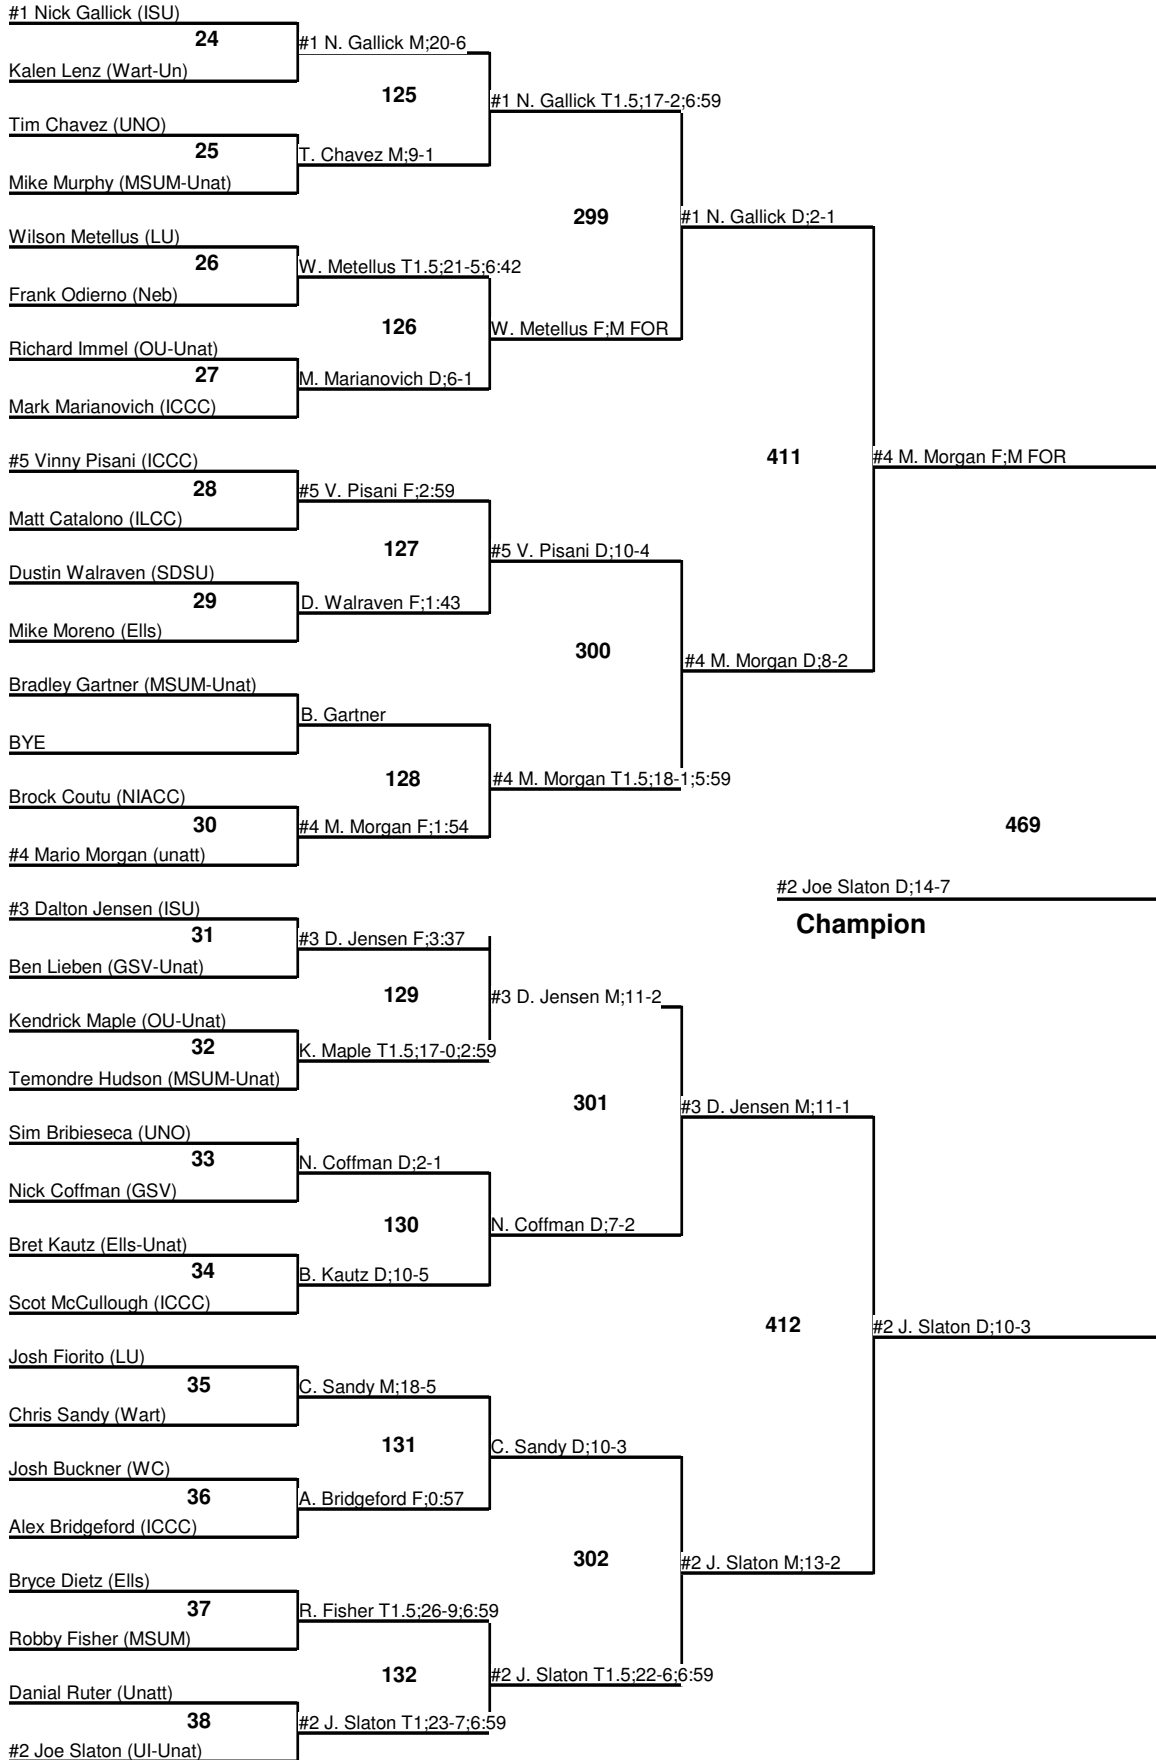 #1 Nick Gallick (ISU)
24
#1 N. Gallick M;20-6
Kalen Lenz (Wart-Un)
125
#1 N. Gallick T1.5;17-2;6:59
Tim Chavez (UNO)
25
T. Chavez M;9-1
Mike Murphy (MSUM-Unat)
299
#1 N. Gallick D;2-1
Wilson Metellus (LU)
26
W. Metellus T1.5;21-5;6:42
Frank Odierno (Neb)
126
W. Metellus F;M FOR
Richard Immel (OU-Unat)
27
M. Marianovich D;6-1
Mark Marianovich (ICCC)
411
#4 M. Morgan F;M FOR
#5 Vinny Pisani (ICCC)
28
#5 V. Pisani F;2:59
Matt Catalono (ILCC)
127
#5 V. Pisani D;10-4
Dustin Walraven (SDSU)
29
D. Walraven F;1:43
Mike Moreno (Ells)
300
#4 M. Morgan D;8-2
Bradley Gartner (MSUM-Unat)
B. Gartner
BYE
128
#4 M. Morgan T1.5;18-1;5:59
Brock Coutu (NIACC)
30
#4 M. Morgan F;1:54
469
#4 Mario Morgan (unatt)
#2 Joe Slaton D;14-7
Champion
#3 Dalton Jensen (ISU)
31
#3 D. Jensen F;3:37
Ben Lieben (GSV-Unat)
129
#3 D. Jensen M;11-2
Kendrick Maple (OU-Unat)
32
K. Maple T1.5;17-0;2:59
Temondre Hudson (MSUM-Unat)
301
#3 D. Jensen M;11-1
Sim Bribieseca (UNO)
33
N. Coffman D;2-1
Nick Coffman (GSV)
130
N. Coffman D;7-2
Bret Kautz (Ells-Unat)
34
B. Kautz D;10-5
Scot McCullough (ICCC)
412
#2 J. Slaton D;10-3
Josh Fiorito (LU)
35
C. Sandy M;18-5
Chris Sandy (Wart)
131
C. Sandy D;10-3
Josh Buckner (WC)
36
A. Bridgeford F;0:57
Alex Bridgeford (ICCC)
302
#2 J. Slaton M;13-2
Bryce Dietz (Ells)
37
R. Fisher T1.5;26-9;6:59
Robby Fisher (MSUM)
132
#2 J. Slaton T1.5;22-6;6:59
Danial Ruter (Unatt)
38
#2 J. Slaton T1;23-7;6:59
#2 Joe Slaton (UI-Unat)